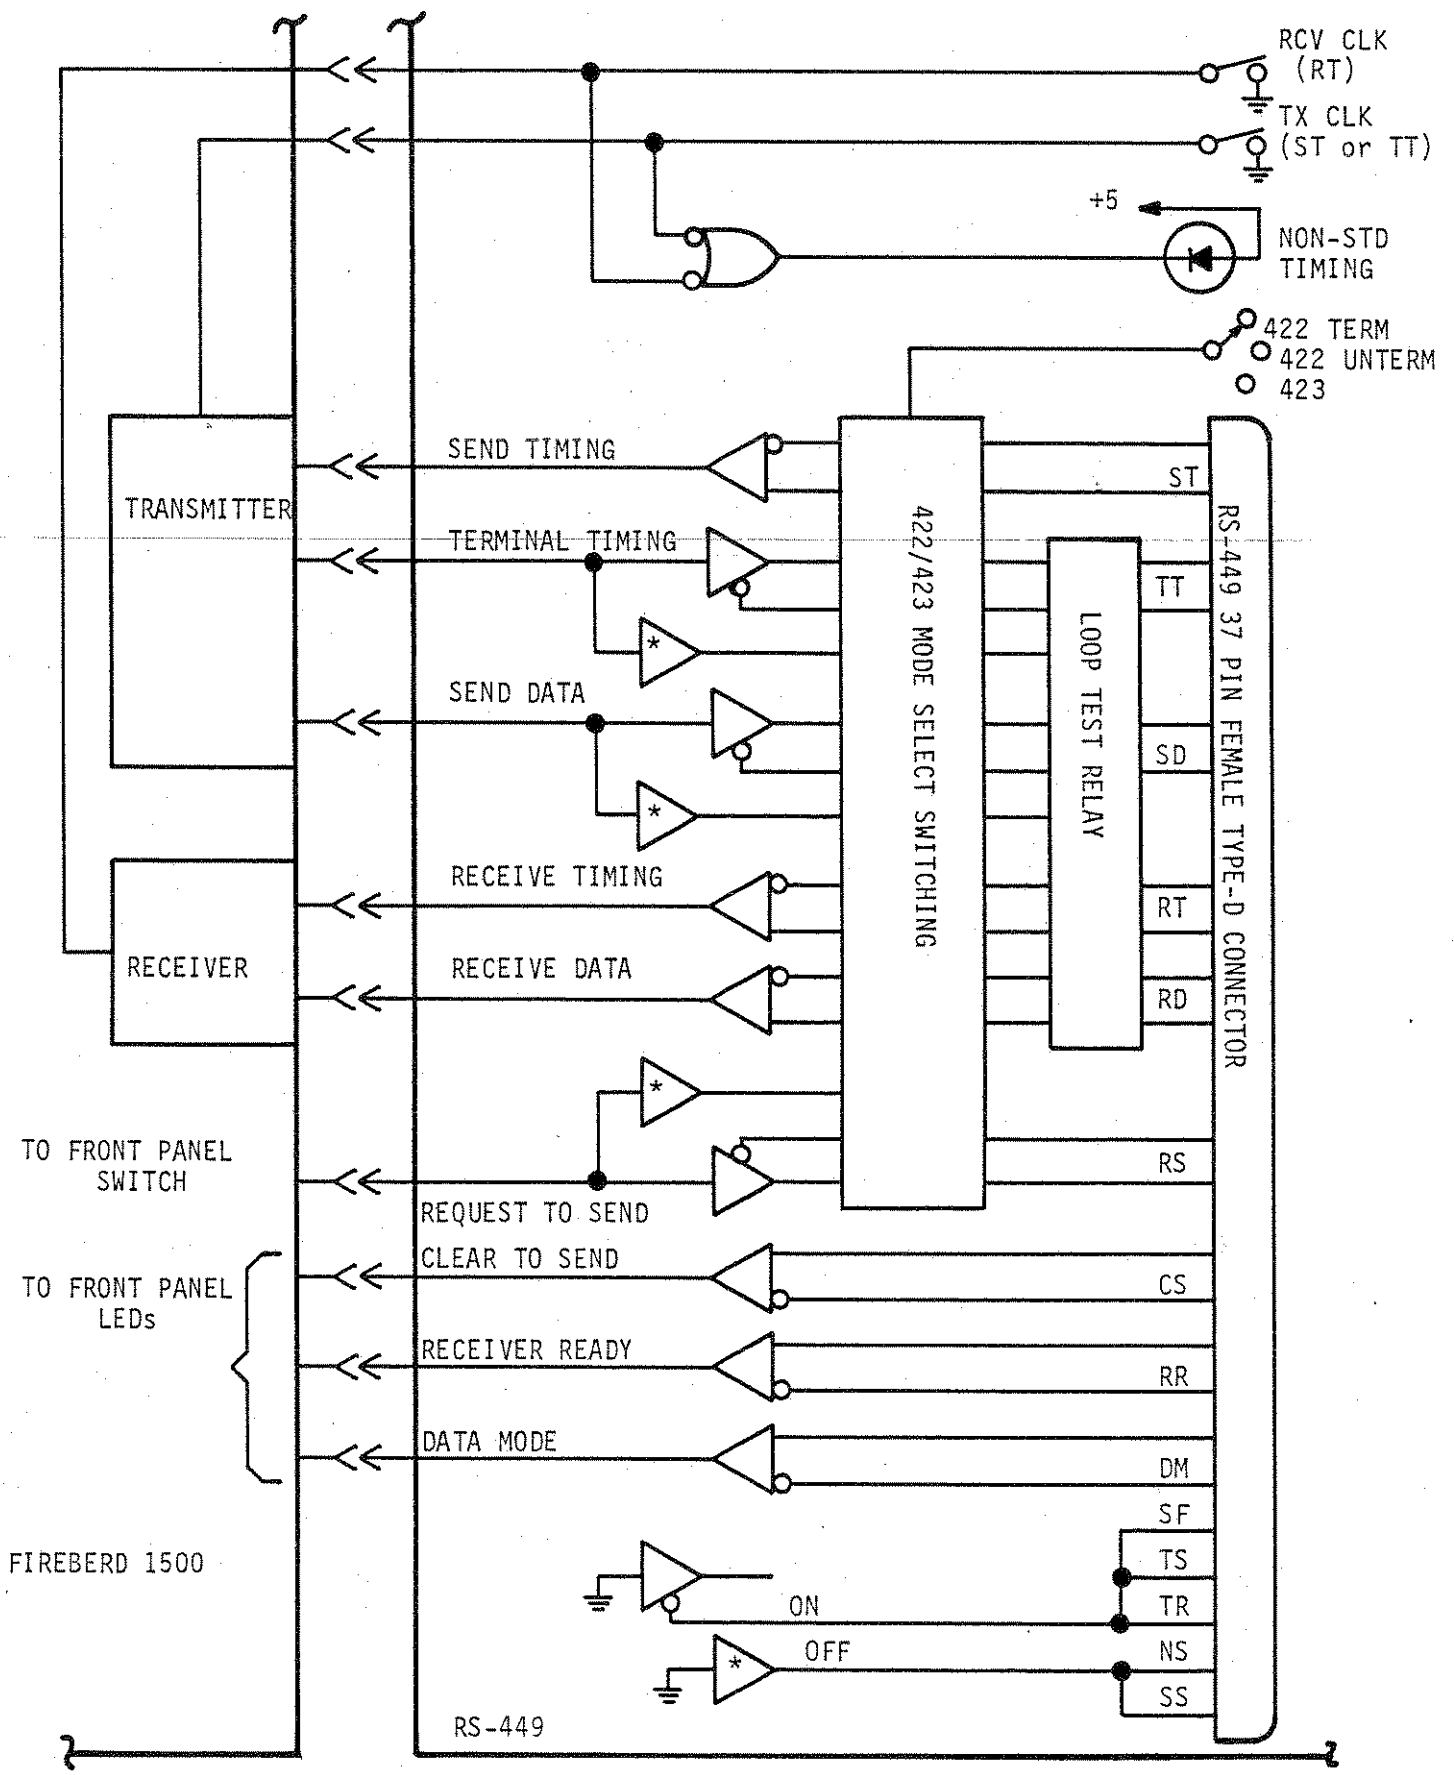 RCV CLK
(RT)
TX CLK
(ST or TT)
+5
NON-STD
TIMING
422 TERM
422 UNTERM
423
SEND TIMING
ST
TRANSMITTER
TERMINAL TIMING
TT
*
SEND DATA
SD
*
422/423 MODE SELECT SWITCHING
LOOP TEST RELAY
RS-449 37 PIN FEMALE TYPE-D CONNECTOR
RECEIVE TIMING
RT
RECEIVER
RECEIVE DATA
RD
*
TO FRONT PANEL
SWITCH
RS
REQUEST TO SEND
CLEAR TO SEND
TO FRONT PANEL
LEDs
CS
RECEIVER READY
RR
DATA MODE
DM
SF
FIREBERD 1500
TS
ON
TR
OFF
NS
*
SS
RS-449